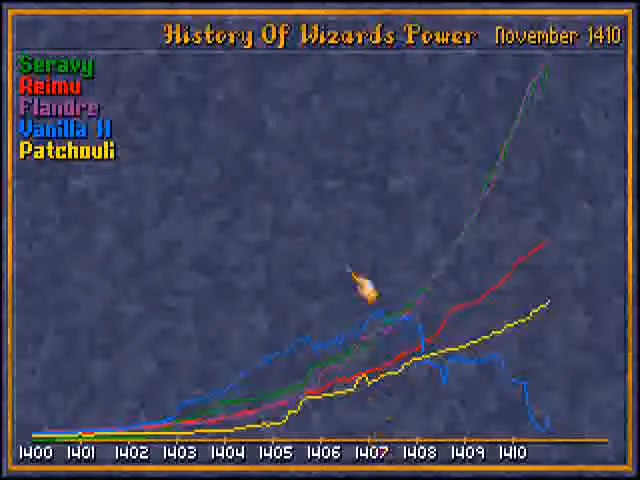 History Of Wizards Power November 1410
Seravy
Reimu
Flandre
Vanilla II
Patchouli
1400 1401 1402 1403 1404 1405 1406 1407 1408 1409 1410